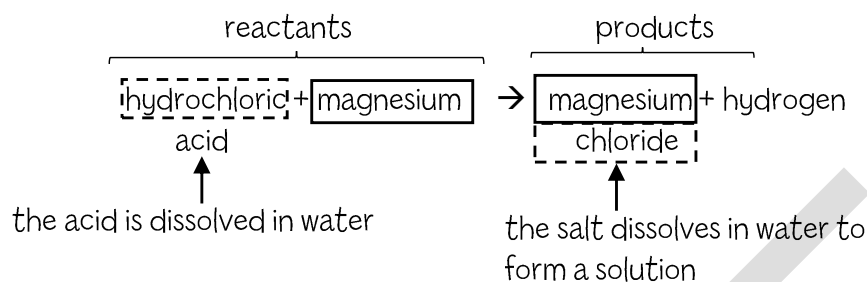 reactants products
hydrochloric + magnesium → magnesium + hydrogen
acid chloride
the acid is dissolved in water
the salt dissolves in water to
form a solution